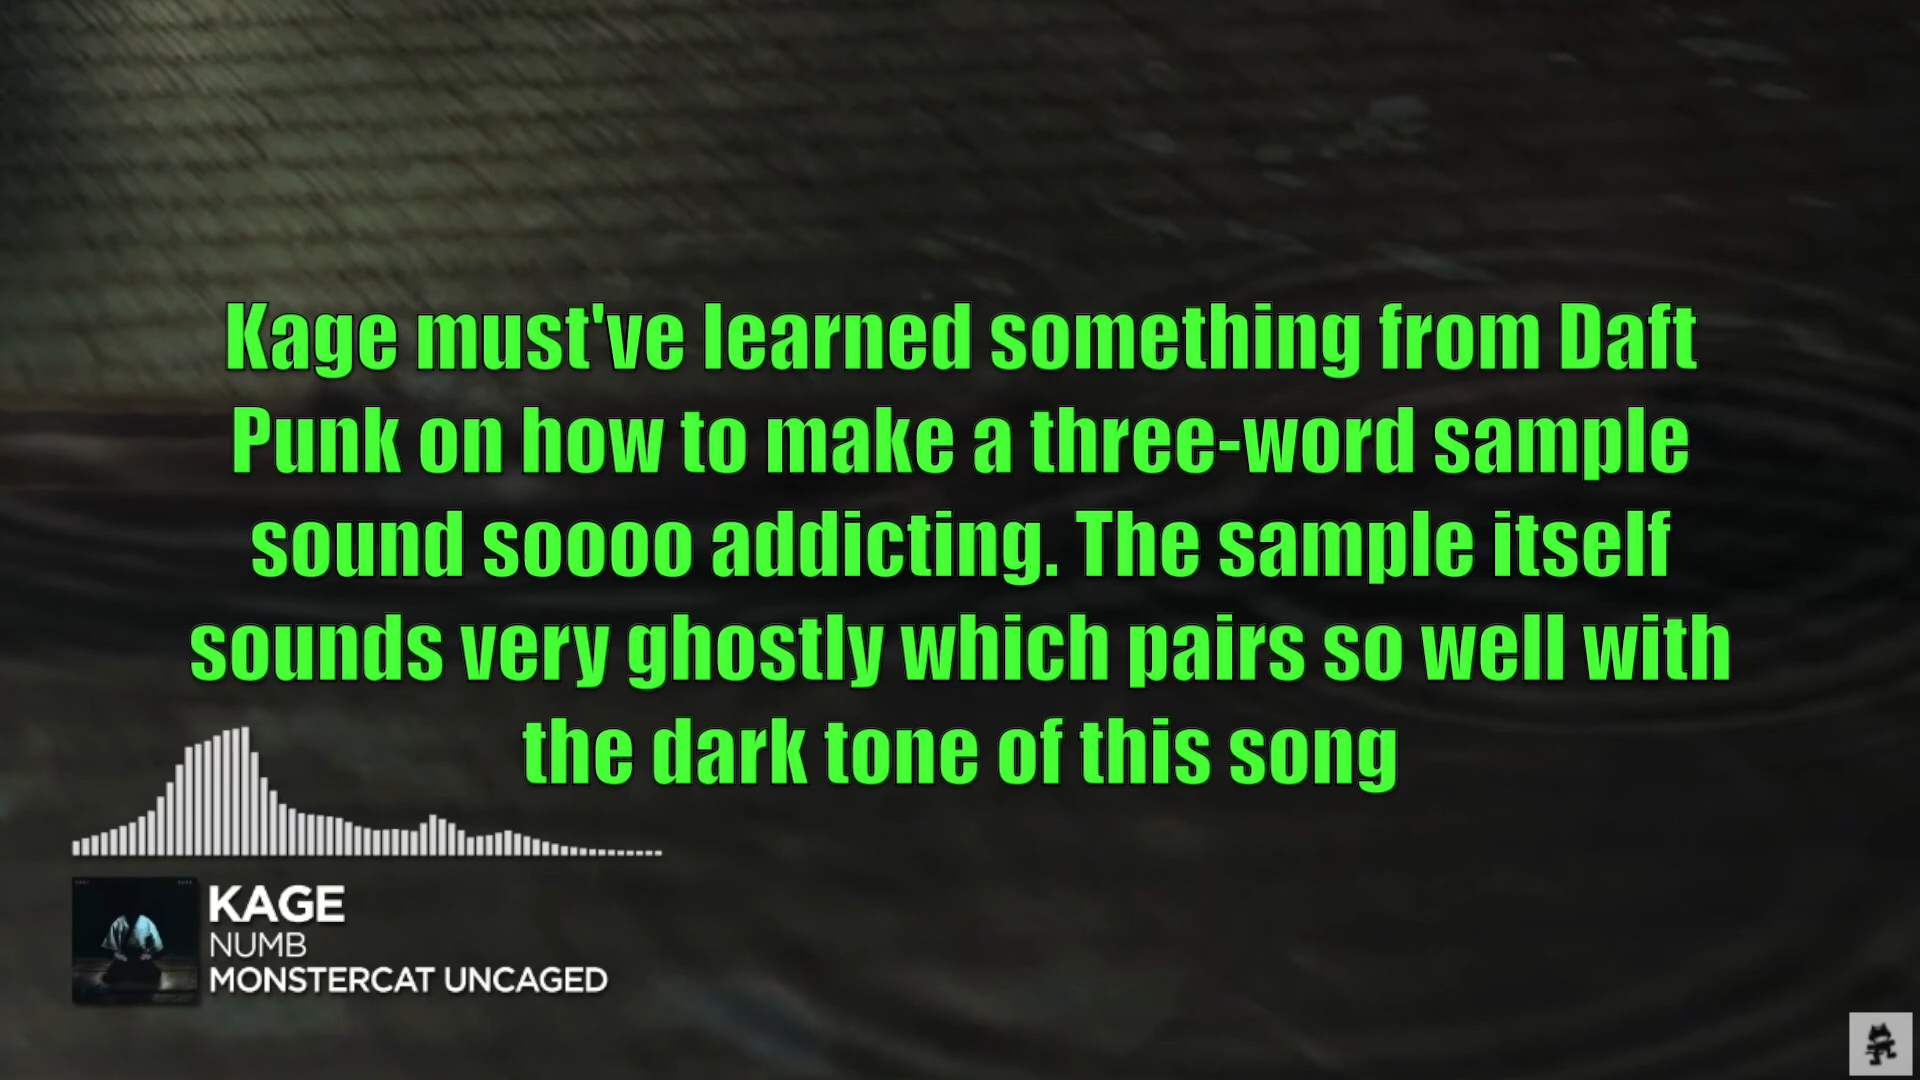 Kage must've learned something from Daft
Punk on how to make a three-word sample
sound soooo addicting. The sample itself
sounds very ghostly which pairs so well with
the dark tone of this song
KAGE
NUMB
MONSTERCAT UNCAGED